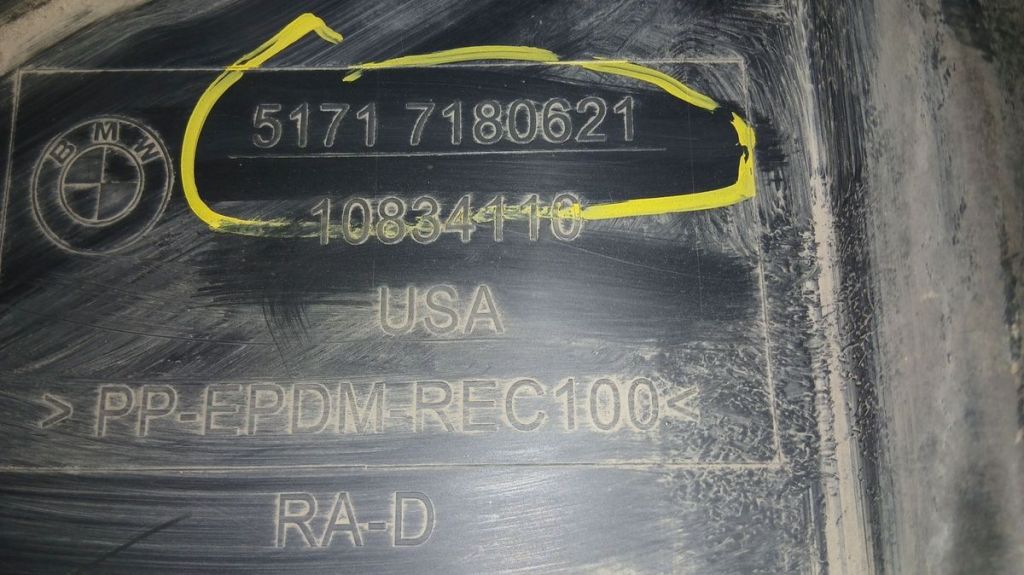 BMW
5171 7180621
10834110
USA
> PP-EPDM-REC100<
RA-D